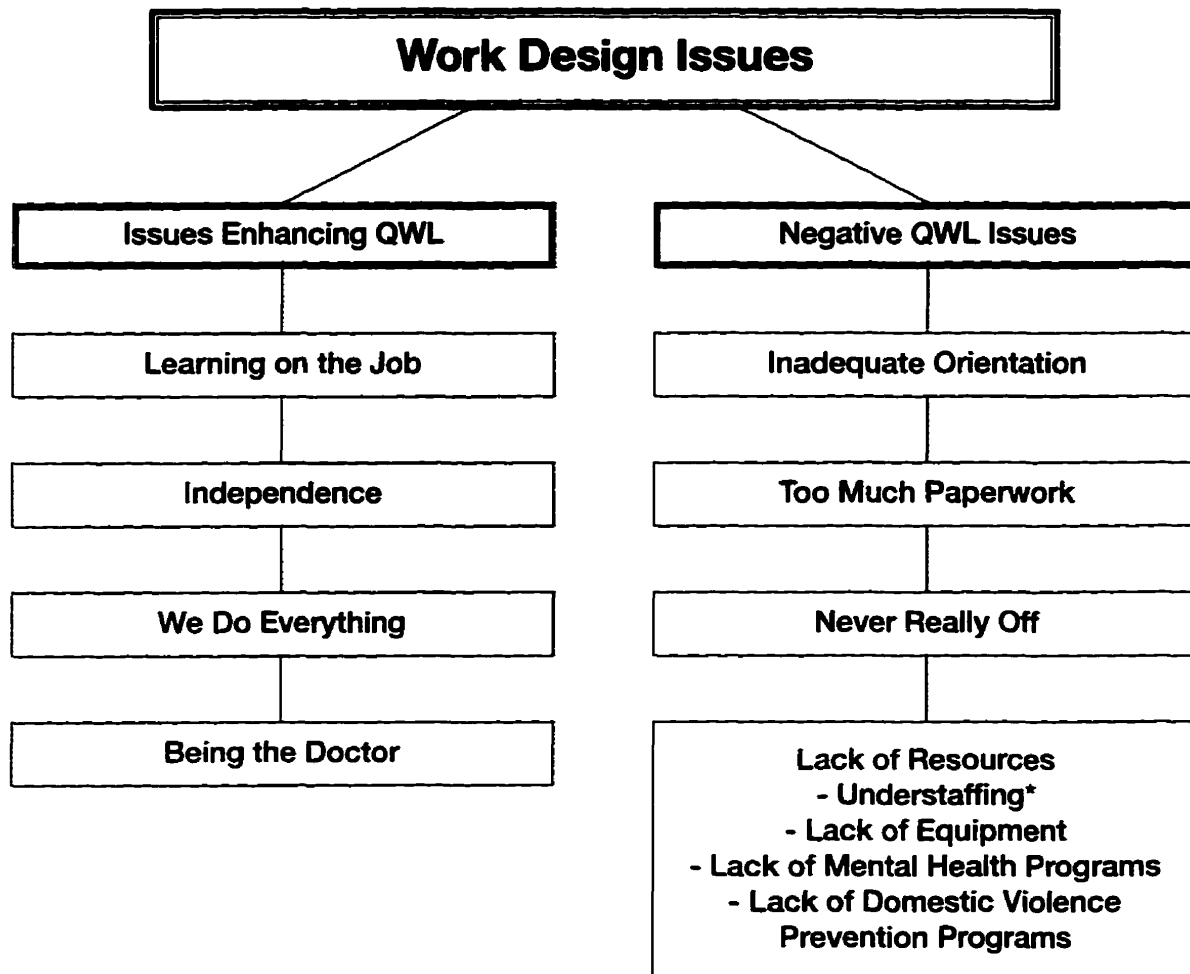 Work Design Issues
Issues Enhancing QWL
Learning on the Job
Independence
We Do Everything
Being the Doctor
Negative QWL Issues
Inadequate Orientation
Too Much Paperwork
Never Really Off
Lack of Resources
- Understaffing*
- Lack of Equipment
- Lack of Mental Health Programs
- Lack of Domestic Violence
Prevention Programs